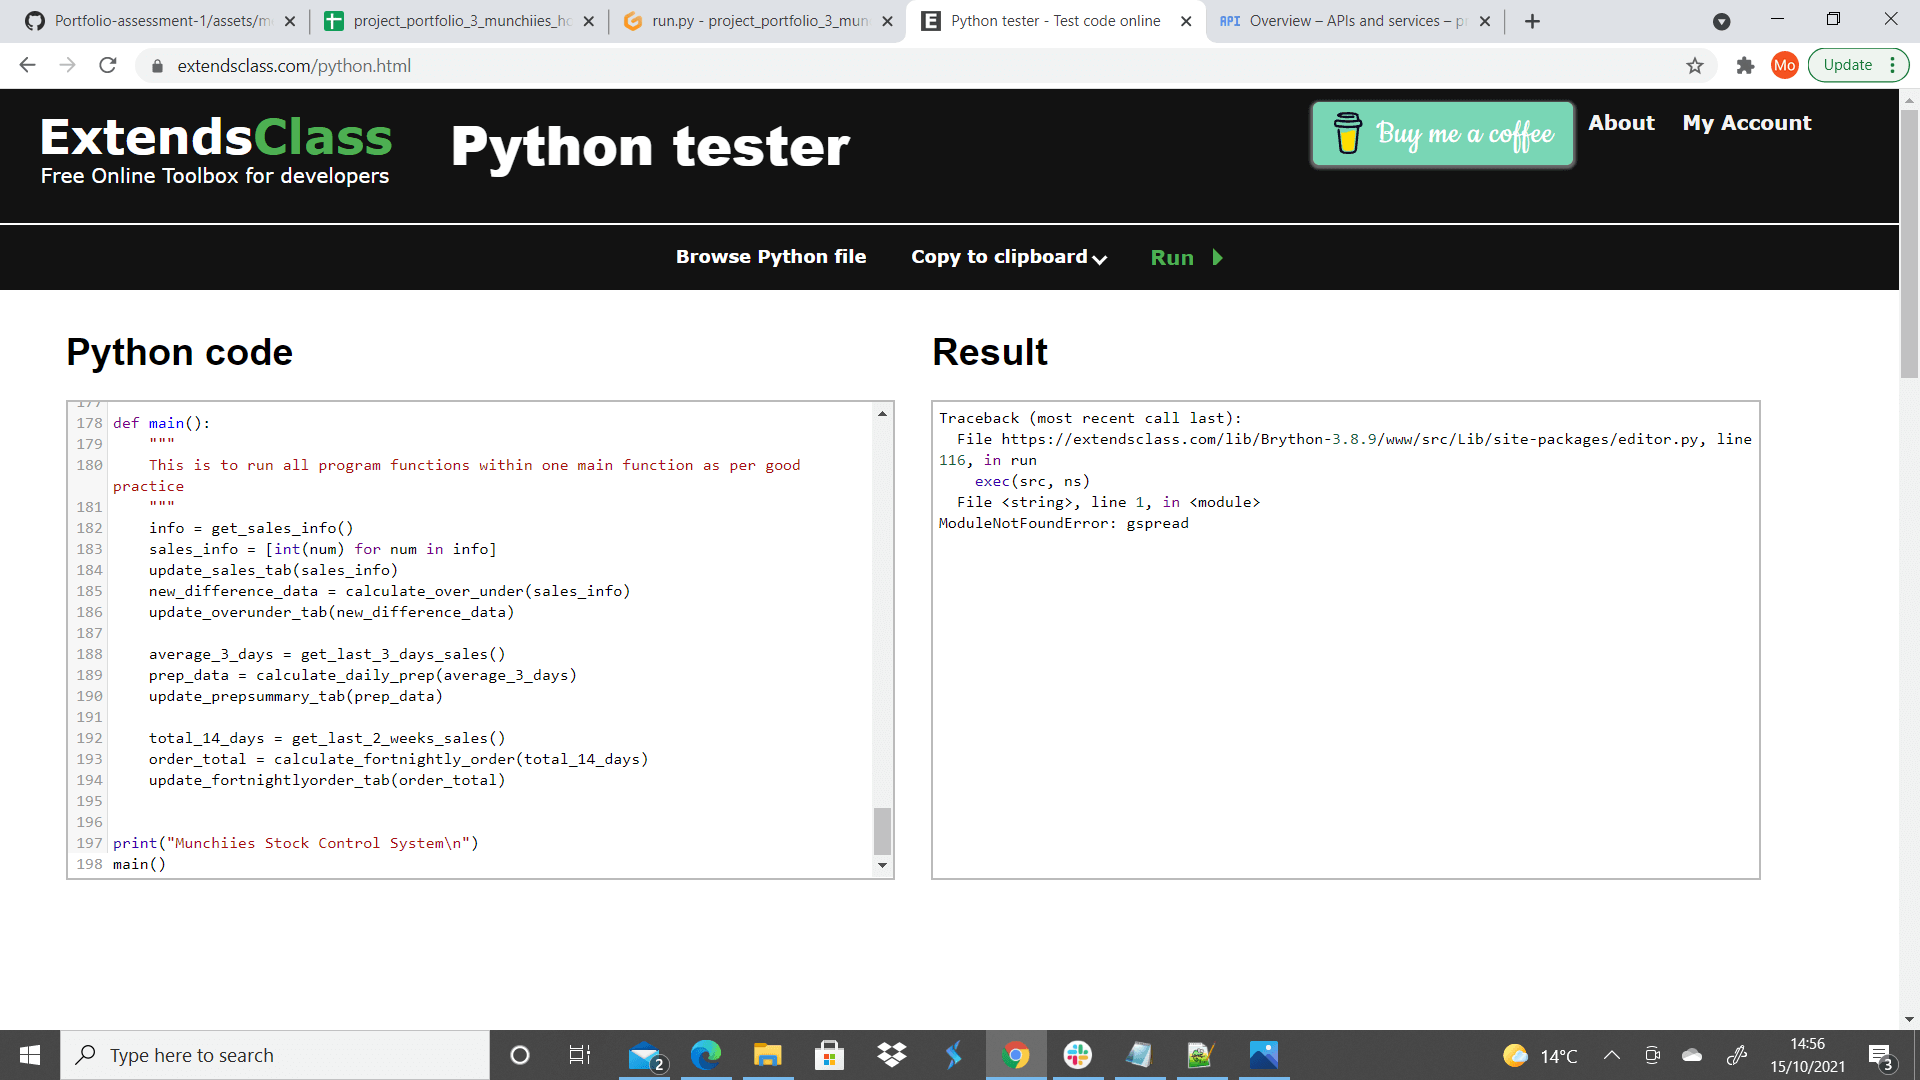 Portfolio-assessment-1/assets/m
project_portfolio_3_munchiies_h
run.py - project_portfolio_3_mun
Python tester - Test code online
API Overview – APIs and services – p
extendsclass.com/python.html
Mo
Update
ExtendsClass
Free Online Toolbox for developers
Python tester
Buy me a coffee
About
My Account
Browse Python file
Copy to clipboard
Run
Python code
Result
177
178 def main():
179 """
180 This is to run all program functions within one main function as per good
practice
181 """
182 info = get_sales_info()
183 sales_info = [int(num) for num in info]
184 update_sales_tab(sales_info)
185 new_difference_data = calculate_over_under(sales_info)
186 update_overunder_tab(new_difference_data)
187
188 average_3_days = get_last_3_days_sales()
189 prep_data = calculate_daily_prep(average_3_days)
190 update_prepsummary_tab(prep_data)
191
192 total_14_days = get_last_2_weeks_sales()
193 order_total = calculate_fortnightly_order(total_14_days)
194 update_fortnightlyorder_tab(order_total)
195
196
197 print("Munchiies Stock Control System\n")
198 main()
Traceback (most recent call last):
File https://extendsclass.com/lib/Brython-3.8.9/www/src/Lib/site-packages/editor.py, line
116, in run
exec(src, ns)
File <string>, line 1, in <module>
ModuleNotFoundError: gspread
Type here to search
2
14°C
14:56
15/10/2021
3